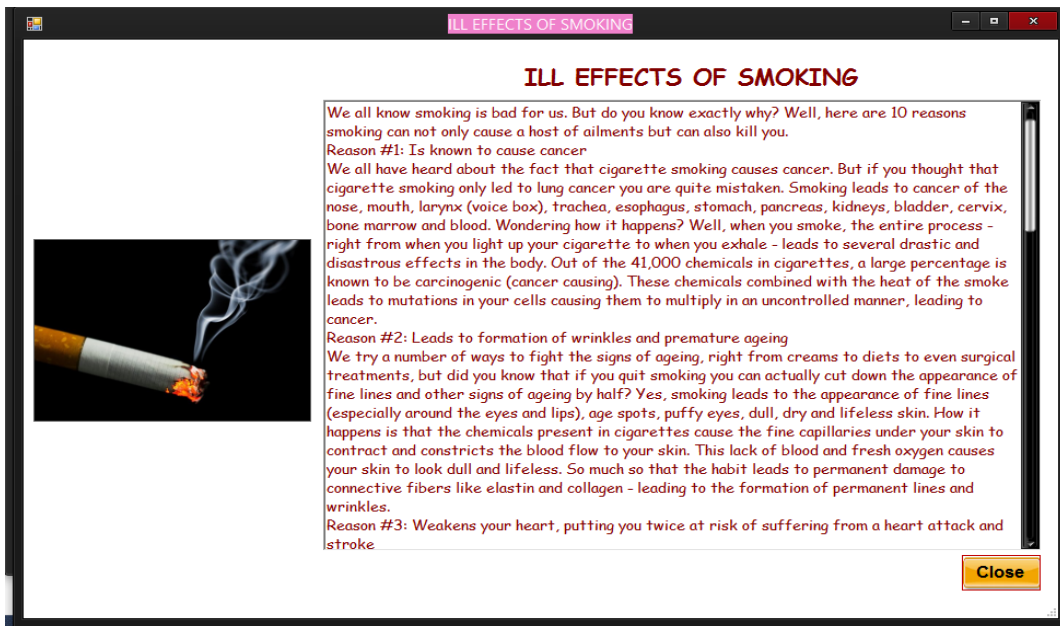 ILL EFFECTS OF SMOKING
ILL EFFECTS OF SMOKING
We all know smoking is bad for us. But do you know exactly why? Well, here are 10 reasons
smoking can not only cause a host of ailments but can also kill you.
Reason #1: Is known to cause cancer
We all have heard about the fact that cigarette smoking causes cancer. But if you thought that
cigarette smoking only led to lung cancer you are quite mistaken. Smoking leads to cancer of the
nose, mouth, larynx (voice box), trachea, esophagus, stomach, pancreas, kidneys, bladder, cervix,
bone marrow and blood. Wondering how it happens? Well, when you smoke, the entire process -
right from when you light up your cigarette to when you exhale - leads to several drastic and
disastrous effects in the body. Out of the 41,000 chemicals in cigarettes, a large percentage is
known to be carcinogenic (cancer causing). These chemicals combined with the heat of the smoke
leads to mutations in your cells causing them to multiply in an uncontrolled manner, leading to
cancer.
Reason #2: Leads to formation of wrinkles and premature ageing
We try a number of ways to fight the signs of ageing, right from creams to diets to even surgical
treatments, but did you know that if you quit smoking you can actually cut down the appearance of
fine lines and other signs of ageing by half? Yes, smoking leads to the appearance of fine lines
(especially around the eyes and lips), age spots, puffy eyes, dull, dry and lifeless skin. How it
happens is that the chemicals present in cigarettes cause the fine capillaries under your skin to
contract and constricts the blood flow to your skin. This lack of blood and fresh oxygen causes
your skin to look dull and lifeless. So much so that the habit leads to permanent damage to
connective fibers like elastin and collagen - leading to the formation of permanent lines and
wrinkles.
Reason #3: Weakens your heart, putting you twice at risk of suffering from a heart attack and
stroke
Close